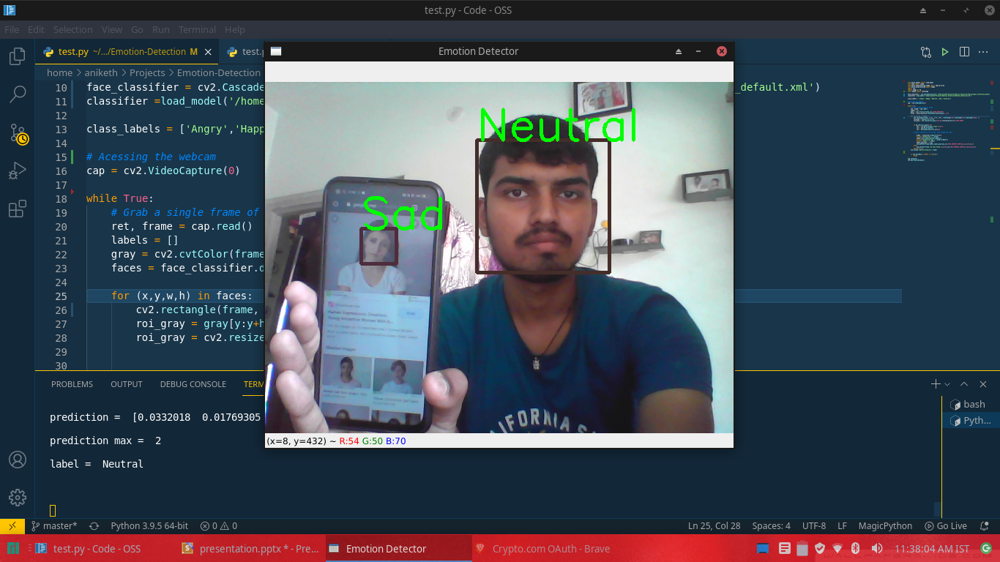 test.py - Code - OSS
File Edit Selection View Go Run Terminal Help
test.py ~/.../Emotion-Detection M
Emotion Detector
home aniketh Projects Emotion-Detection
10 face_classifier = cv2.Cascade _default.xml')
11 classifier =load_model('/home
12
13 class_labels = ['Angry','Happ
14
15 # Acessing the webcam
16 cap = cv2.VideoCapture(0)
17
18 while True:
19 # Grab a single frame of
20 ret, frame = cap.read()
21 labels = []
22 gray = cv2.cvtColor(frame
23 faces = face_classifier.d
24
25 for (x,y,w,h) in faces:
26 cv2.rectangle(frame,
27 roi_gray = gray[y:y+h
28 roi_gray = cv2.resize
29
30
Neutral
Sad
CALIFORNIA
(x=8, y=432) ~ R:54 G:50 B:70
PROBLEMS OUTPUT DEBUG CONSOLE TERM
bash
Pyth...
prediction = [0.0332018 0.01769305
prediction max = 2
label = Neutral
master* Python 3.9.5 64-bit 0 0 Ln 25, Col 28 Spaces: 4 UTF-8 LF MagicPython Go Live
test.py - Code - OSS presentation.pptx * - Pre... Emotion Detector Crypto.com OAuth - Brave 11:38:04 AM IST